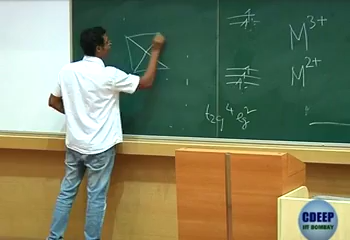 M³⁺
M²⁺
t₂g⁴ eg²
CDEEP
IIT BOMBAY